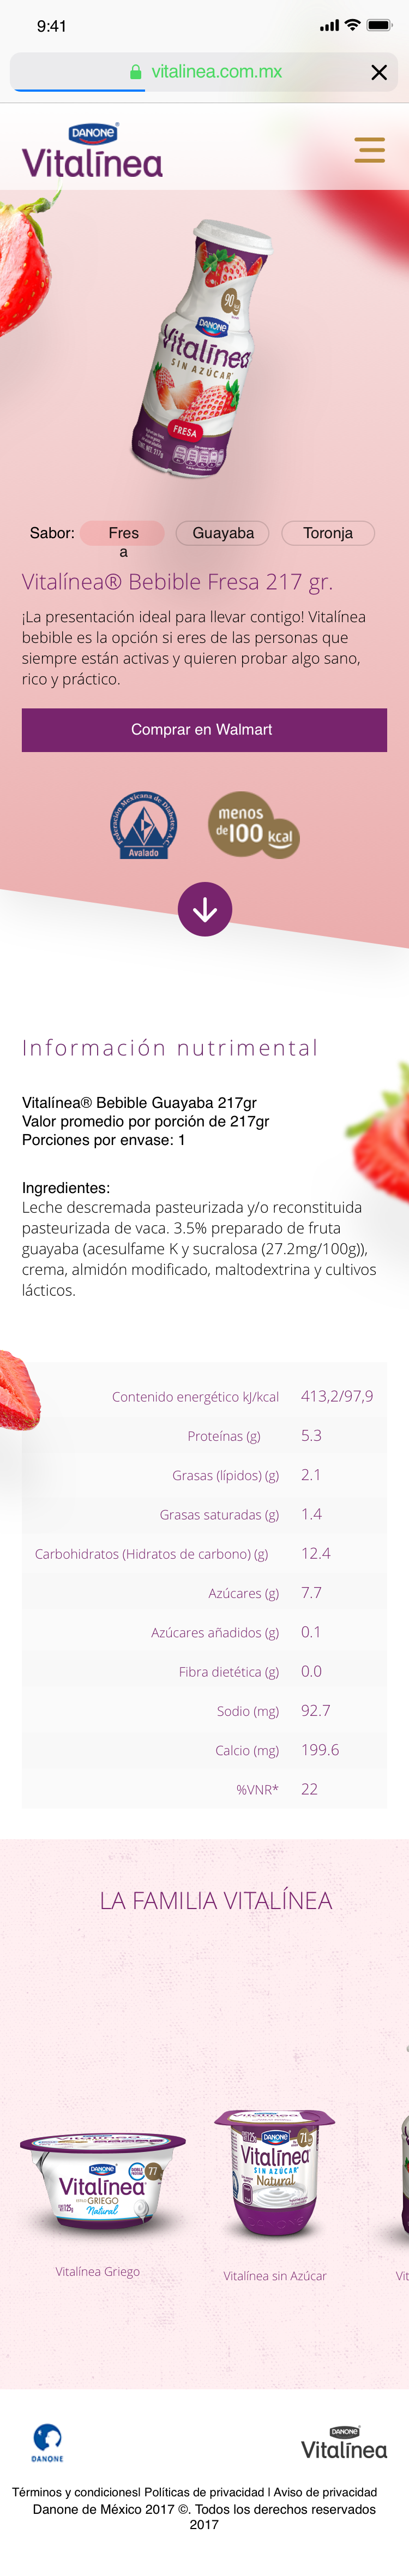 9:41
vitalinea.com.mx
DANONE
Vitalínea
90
DANONE
Vitalínea
SIN AZÚCAR
FRESA
Sabor:
Fres
a
Guayaba
Toronja
Vitalínea® Bebible Fresa 217 gr.
¡La presentación ideal para llevar contigo! Vitalínea
bebible es la opción si eres de las personas que
siempre están activas y quieren probar algo sano,
rico y práctico.
Comprar en Walmart
Federación Mexicana de Diabetes, A.C.
Avalado
menos
de 100 kcal
Información nutrimental
Vitalínea® Bebible Guayaba 217gr
Valor promedio por porción de 217gr
Porciones por envase: 1
Ingredientes:
Leche descremada pasteurizada y/o reconstituida
pasteurizada de vaca. 3.5% preparado de fruta
guayaba (acesulfame K y sucralosa (27.2mg/100g)),
crema, almidón modificado, maltodextrina y cultivos
lácticos.
Contenido energético kJ/kcal 413,2/97,9
Proteínas (g) 5.3
Grasas (lípidos) (g) 2.1
Grasas saturadas (g) 1.4
Carbohidratos (Hidratos de carbono) (g) 12.4
Azúcares (g) 7.7
Azúcares añadidos (g) 0.1
Fibra dietética (g) 0.0
Sodio (mg) 92.7
Calcio (mg) 199.6
%VNR* 22
LA FAMILIA VITALÍNEA
DANONE
Vitalínea
GRIEGO
Natural
77
DANONE
Vitalínea
SIN AZÚCAR
Natural
71
Vitalínea Griego
Vitalínea sin Azúcar
Vit
DANONE
DANONE
Vitalínea
Términos y condiciones| Políticas de privacidad | Aviso de privacidad
Danone de México 2017 ©. Todos los derechos reservados
2017